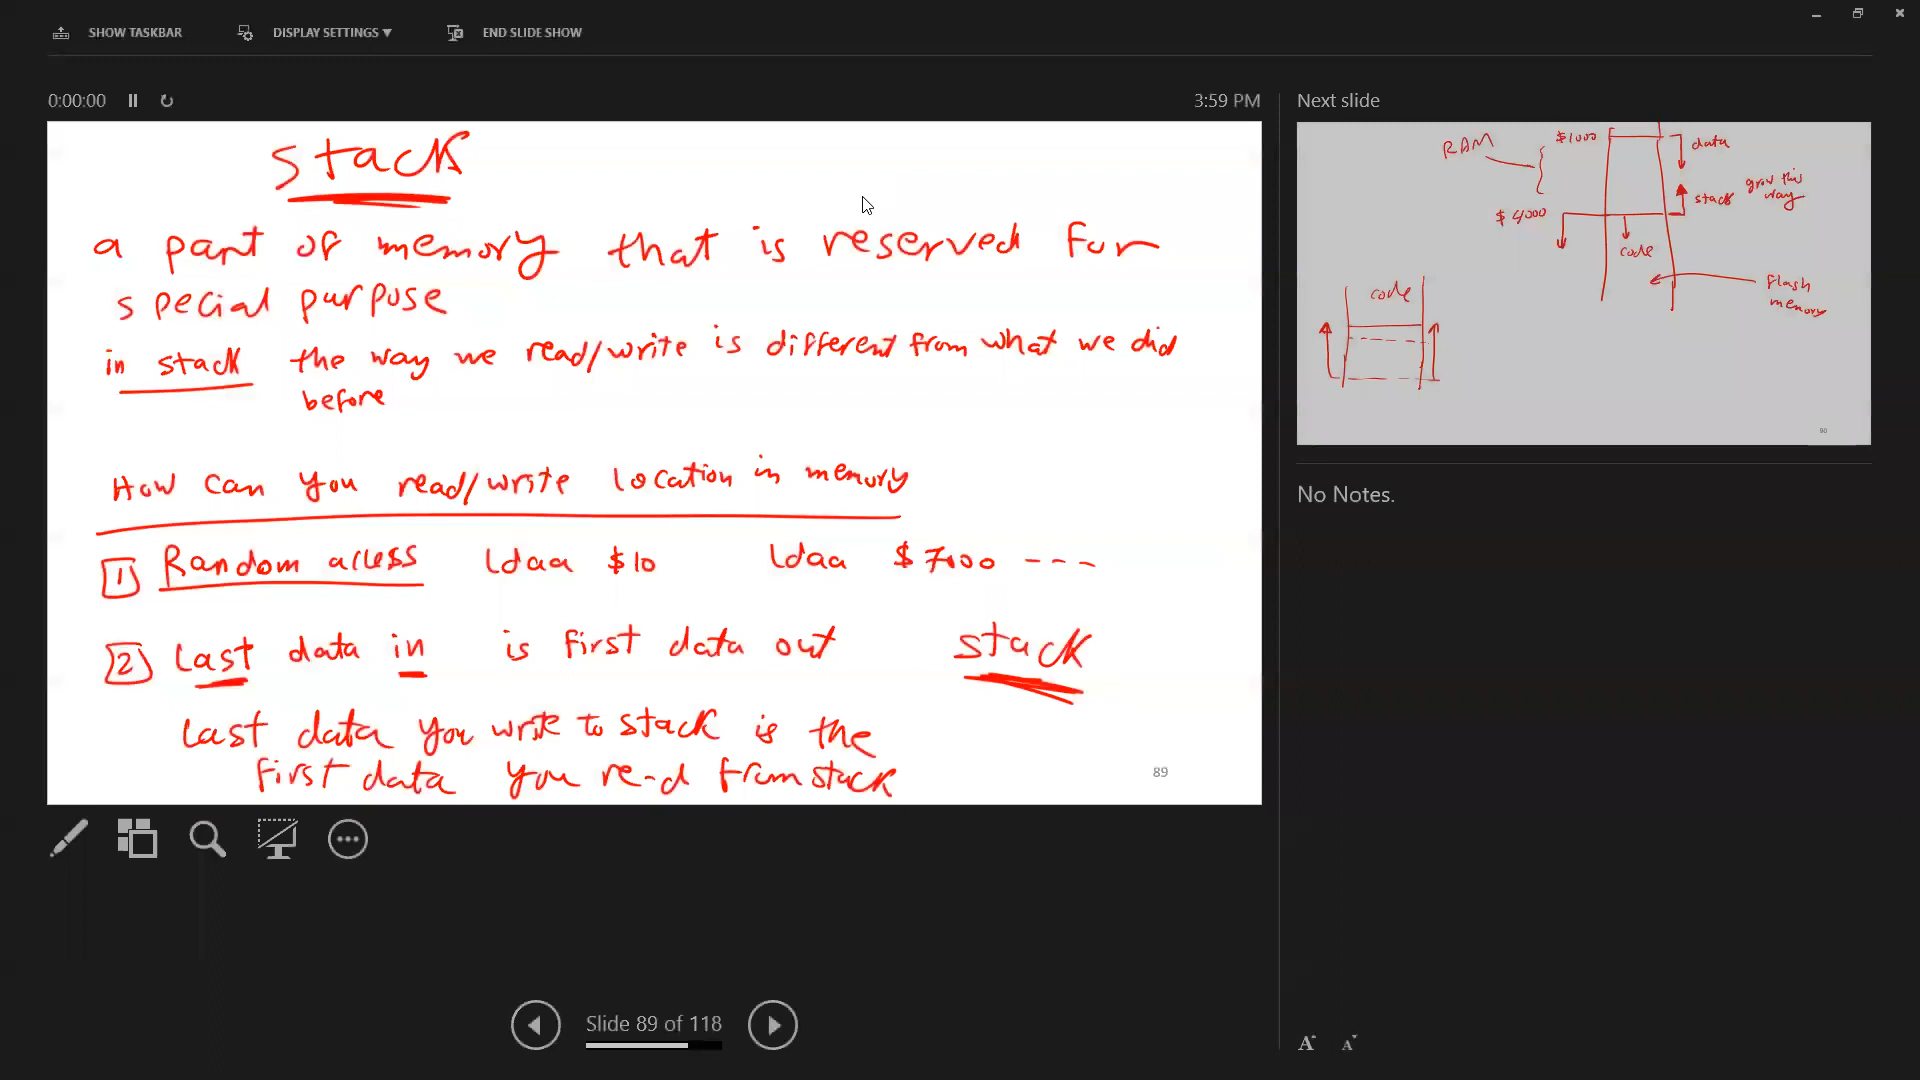 SHOW TASKBAR
DISPLAY SETTINGS ▼
END SLIDE SHOW
0:00:00
3:59 PM
stack
a part of memory that is reserved for
special purpose
in stack the way we read/write is different from what we did
before
How can you read/write location in memory
1 Random access ldaa $10 ldaa $7000 ---
2 Last data in is first data out stack
Last data you write to stack is the
first data you re-d from stack
89
Next slide
RAM
$1000
data
grow this
way
stack
$4000
code
flash
memory
code
90
No Notes.
Slide 89 of 118
A A